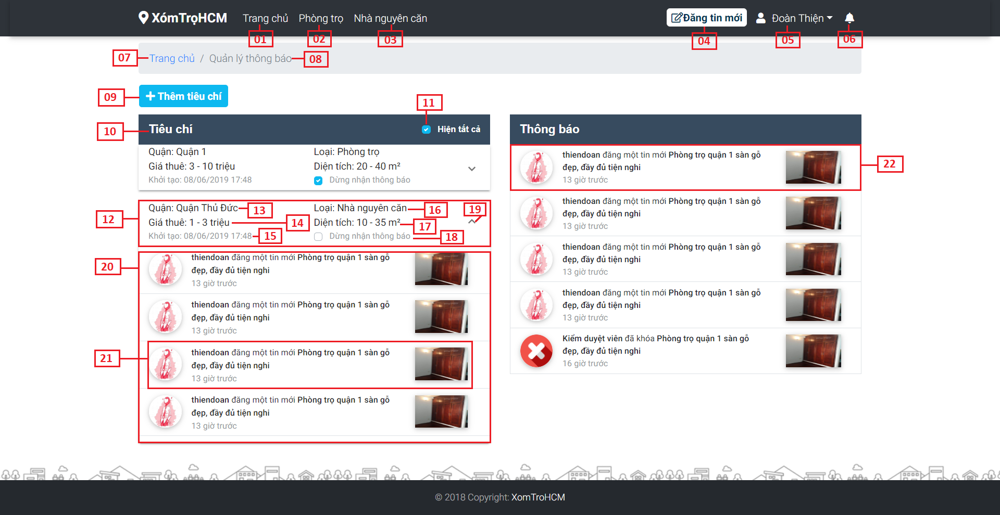 XómTrọHCM Trang chủ Phòng trọ Nhà nguyên căn Đăng tin mới Đoàn Thiện
01 02 03 04 05 06
07 Trang chủ / Quản lý thông báo 08
09 Thêm tiêu chí
11
10 Tiêu chí Hiện tất cả
Quận: Quận 1 Loại: Phòng trọ
Giá thuê: 3 - 10 triệu Diện tích: 20 - 40 m²
Khởi tạo: 08/06/2019 17:48 Dừng nhận thông báo
12
Quận: Quận Thủ Đức 13 Loại: Nhà nguyên căn 16 19
Giá thuê: 1 - 3 triệu 14 Diện tích: 10 - 35 m² 17
Khởi tạo: 08/06/2019 17:48 15 Dừng nhận thông báo 18
20
thiendoan đăng một tin mới Phòng trọ quận 1 sàn gỗ
đẹp, đầy đủ tiện nghi
13 giờ trước
thiendoan đăng một tin mới Phòng trọ quận 1 sàn gỗ
đẹp, đầy đủ tiện nghi
13 giờ trước
21
thiendoan đăng một tin mới Phòng trọ quận 1 sàn gỗ
đẹp, đầy đủ tiện nghi
13 giờ trước
thiendoan đăng một tin mới Phòng trọ quận 1 sàn gỗ
đẹp, đầy đủ tiện nghi
13 giờ trước
Thông báo
thiendoan đăng một tin mới Phòng trọ quận 1 sàn gỗ
đẹp, đầy đủ tiện nghi
13 giờ trước
22
thiendoan đăng một tin mới Phòng trọ quận 1 sàn gỗ
đẹp, đầy đủ tiện nghi
13 giờ trước
thiendoan đăng một tin mới Phòng trọ quận 1 sàn gỗ
đẹp, đầy đủ tiện nghi
13 giờ trước
thiendoan đăng một tin mới Phòng trọ quận 1 sàn gỗ
đẹp, đầy đủ tiện nghi
13 giờ trước
Kiểm duyệt viên đã khóa Phòng trọ quận 1 sàn gỗ
đẹp, đầy đủ tiện nghi
16 giờ trước
© 2018 Copyright: XomTroHCM